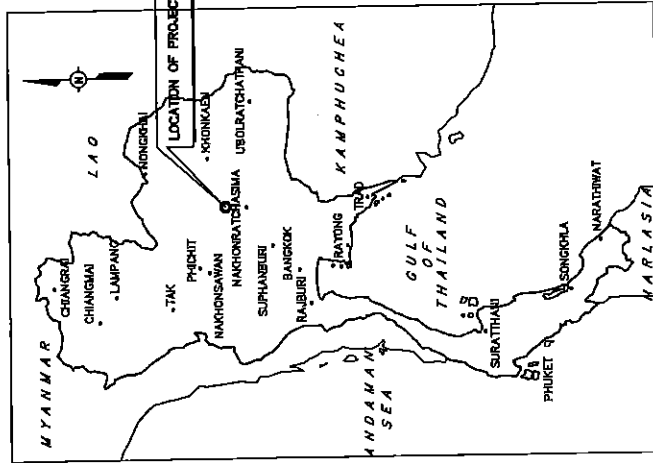 MYANMAR
LAO
N
LOCATION OF PROJECT
CHIANGRAI
CHIANGMAI
LAMPANG
NONGKHAI
TAK
PHICHIT
KHONKAEN
NAKHONSAWAN
NAKHONRATCHASIMA
UBOLRATCHATHANI
SUPHANBURI
BANGKOK
RAJBURI
KAMPHUCHEA
RAYONG
TRAD
ANDAMAN
SEA
GULF
OF
THAILAND
SURATTHANI
PHUKET
SONGKHLA
NARATHIWAT
MARLASIA